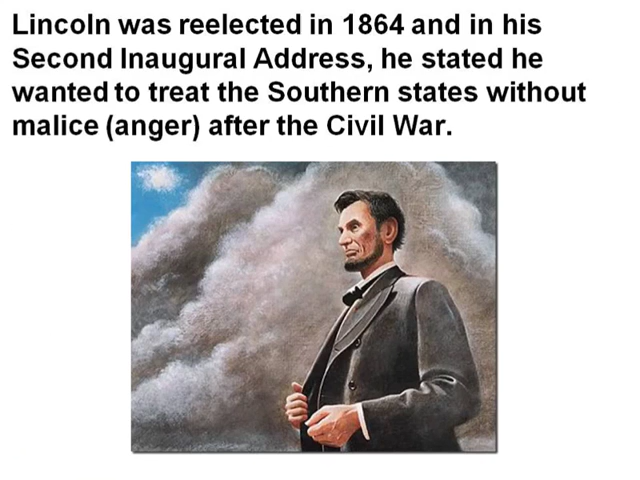 Lincoln was reelected in 1864 and in his
Second Inaugural Address, he stated he
wanted to treat the Southern states without
malice (anger) after the Civil War.